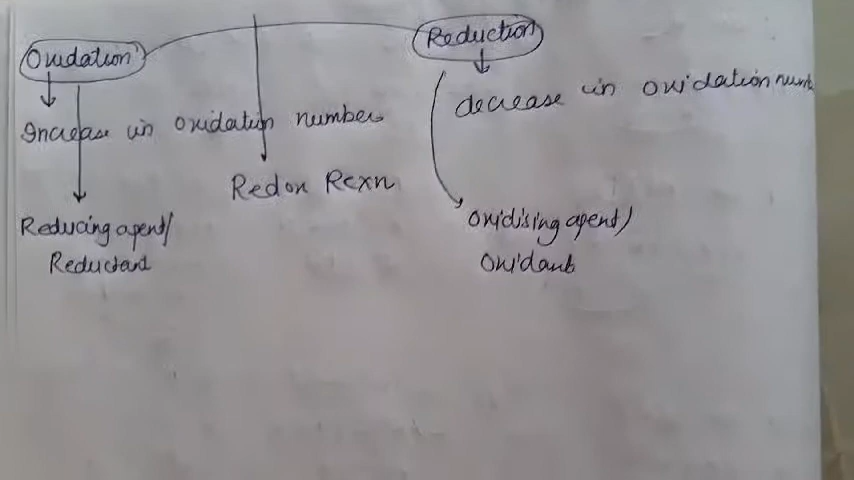 Oxidation
Reduction
Increase in oxidation number
decrease in oxidation numb
Redox Rexn
Reducing agent/
Reductant
Oxidising agent/
Oxidant